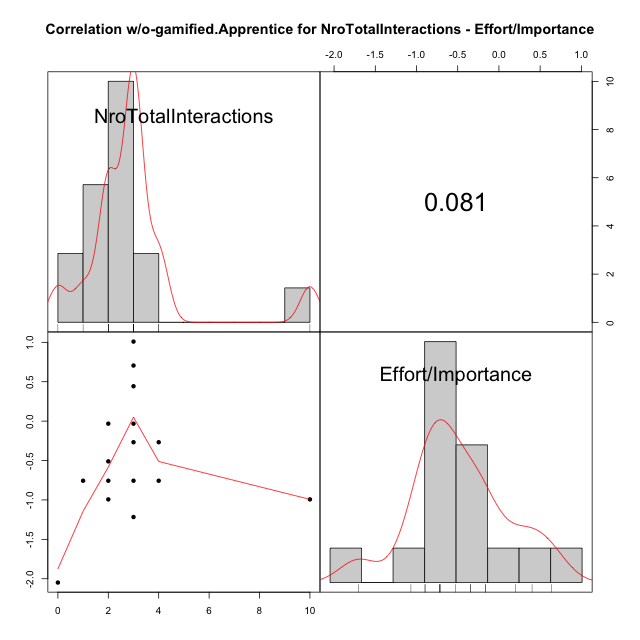 Correlation w/o-gamified.Apprentice for NroTotalInteractions - Effort/Importance
-2.0 -1.5 -1.0 -0.5 0.0 0.5 1.0
NroTotalInteractions
0.081
10
8
6
4
2
0
1.0
0.5
0.0
-0.5
-1.0
-1.5
-2.0
Effort/Importance
0 2 4 6 8 10